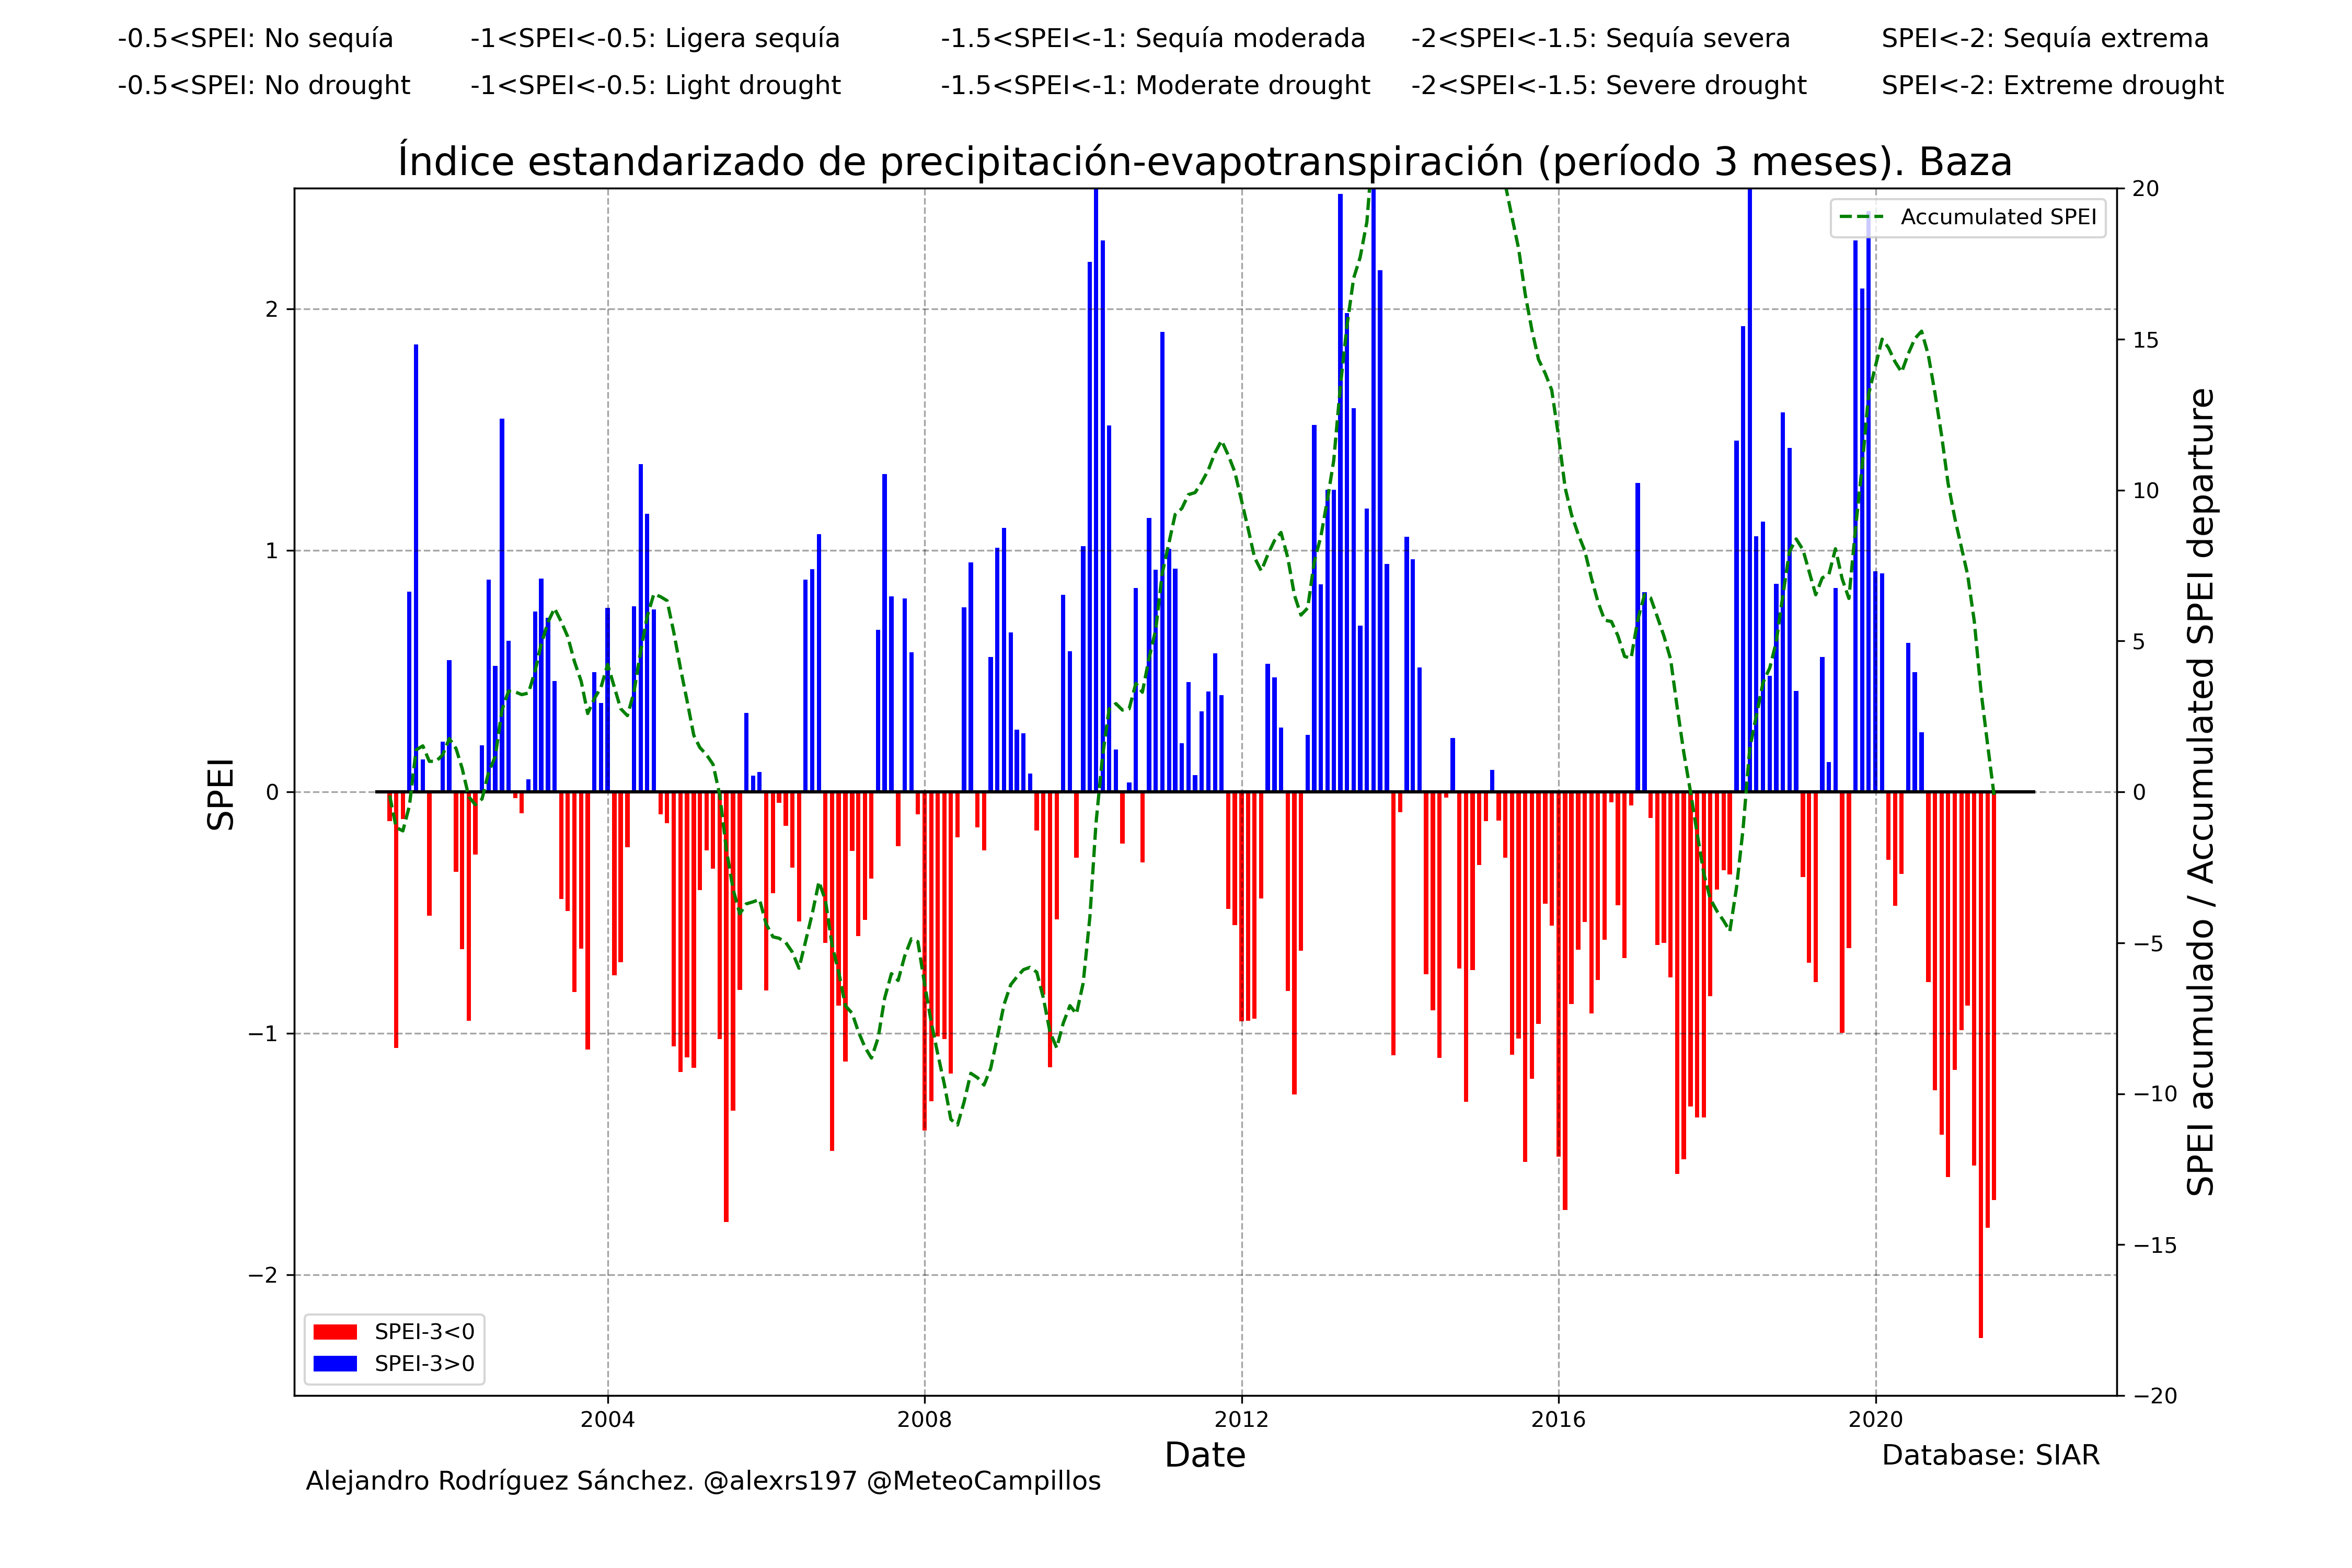 -0.5<SPEI: No sequía -1<SPEI<-0.5: Ligera sequía -1.5<SPEI<-1: Sequía moderada -2<SPEI<-1.5: Sequía severa SPEI<-2: Sequía extrema
-0.5<SPEI: No drought -1<SPEI<-0.5: Light drought -1.5<SPEI<-1: Moderate drought -2<SPEI<-1.5: Severe drought SPEI<-2: Extreme drought
Índice estandarizado de precipitación-evapotranspiración (período 3 meses). Baza
Accumulated SPEI
SPEI
2
1
0
−1
−2
20
15
10
5
0
−5
−10
−15
−20
SPEI acumulado / Accumulated SPEI departure
SPEI-3<0
SPEI-3>0
2004 2008 2012 2016 2020
Date
Database: SIAR
Alejandro Rodríguez Sánchez. @alexrs197 @MeteoCampillos